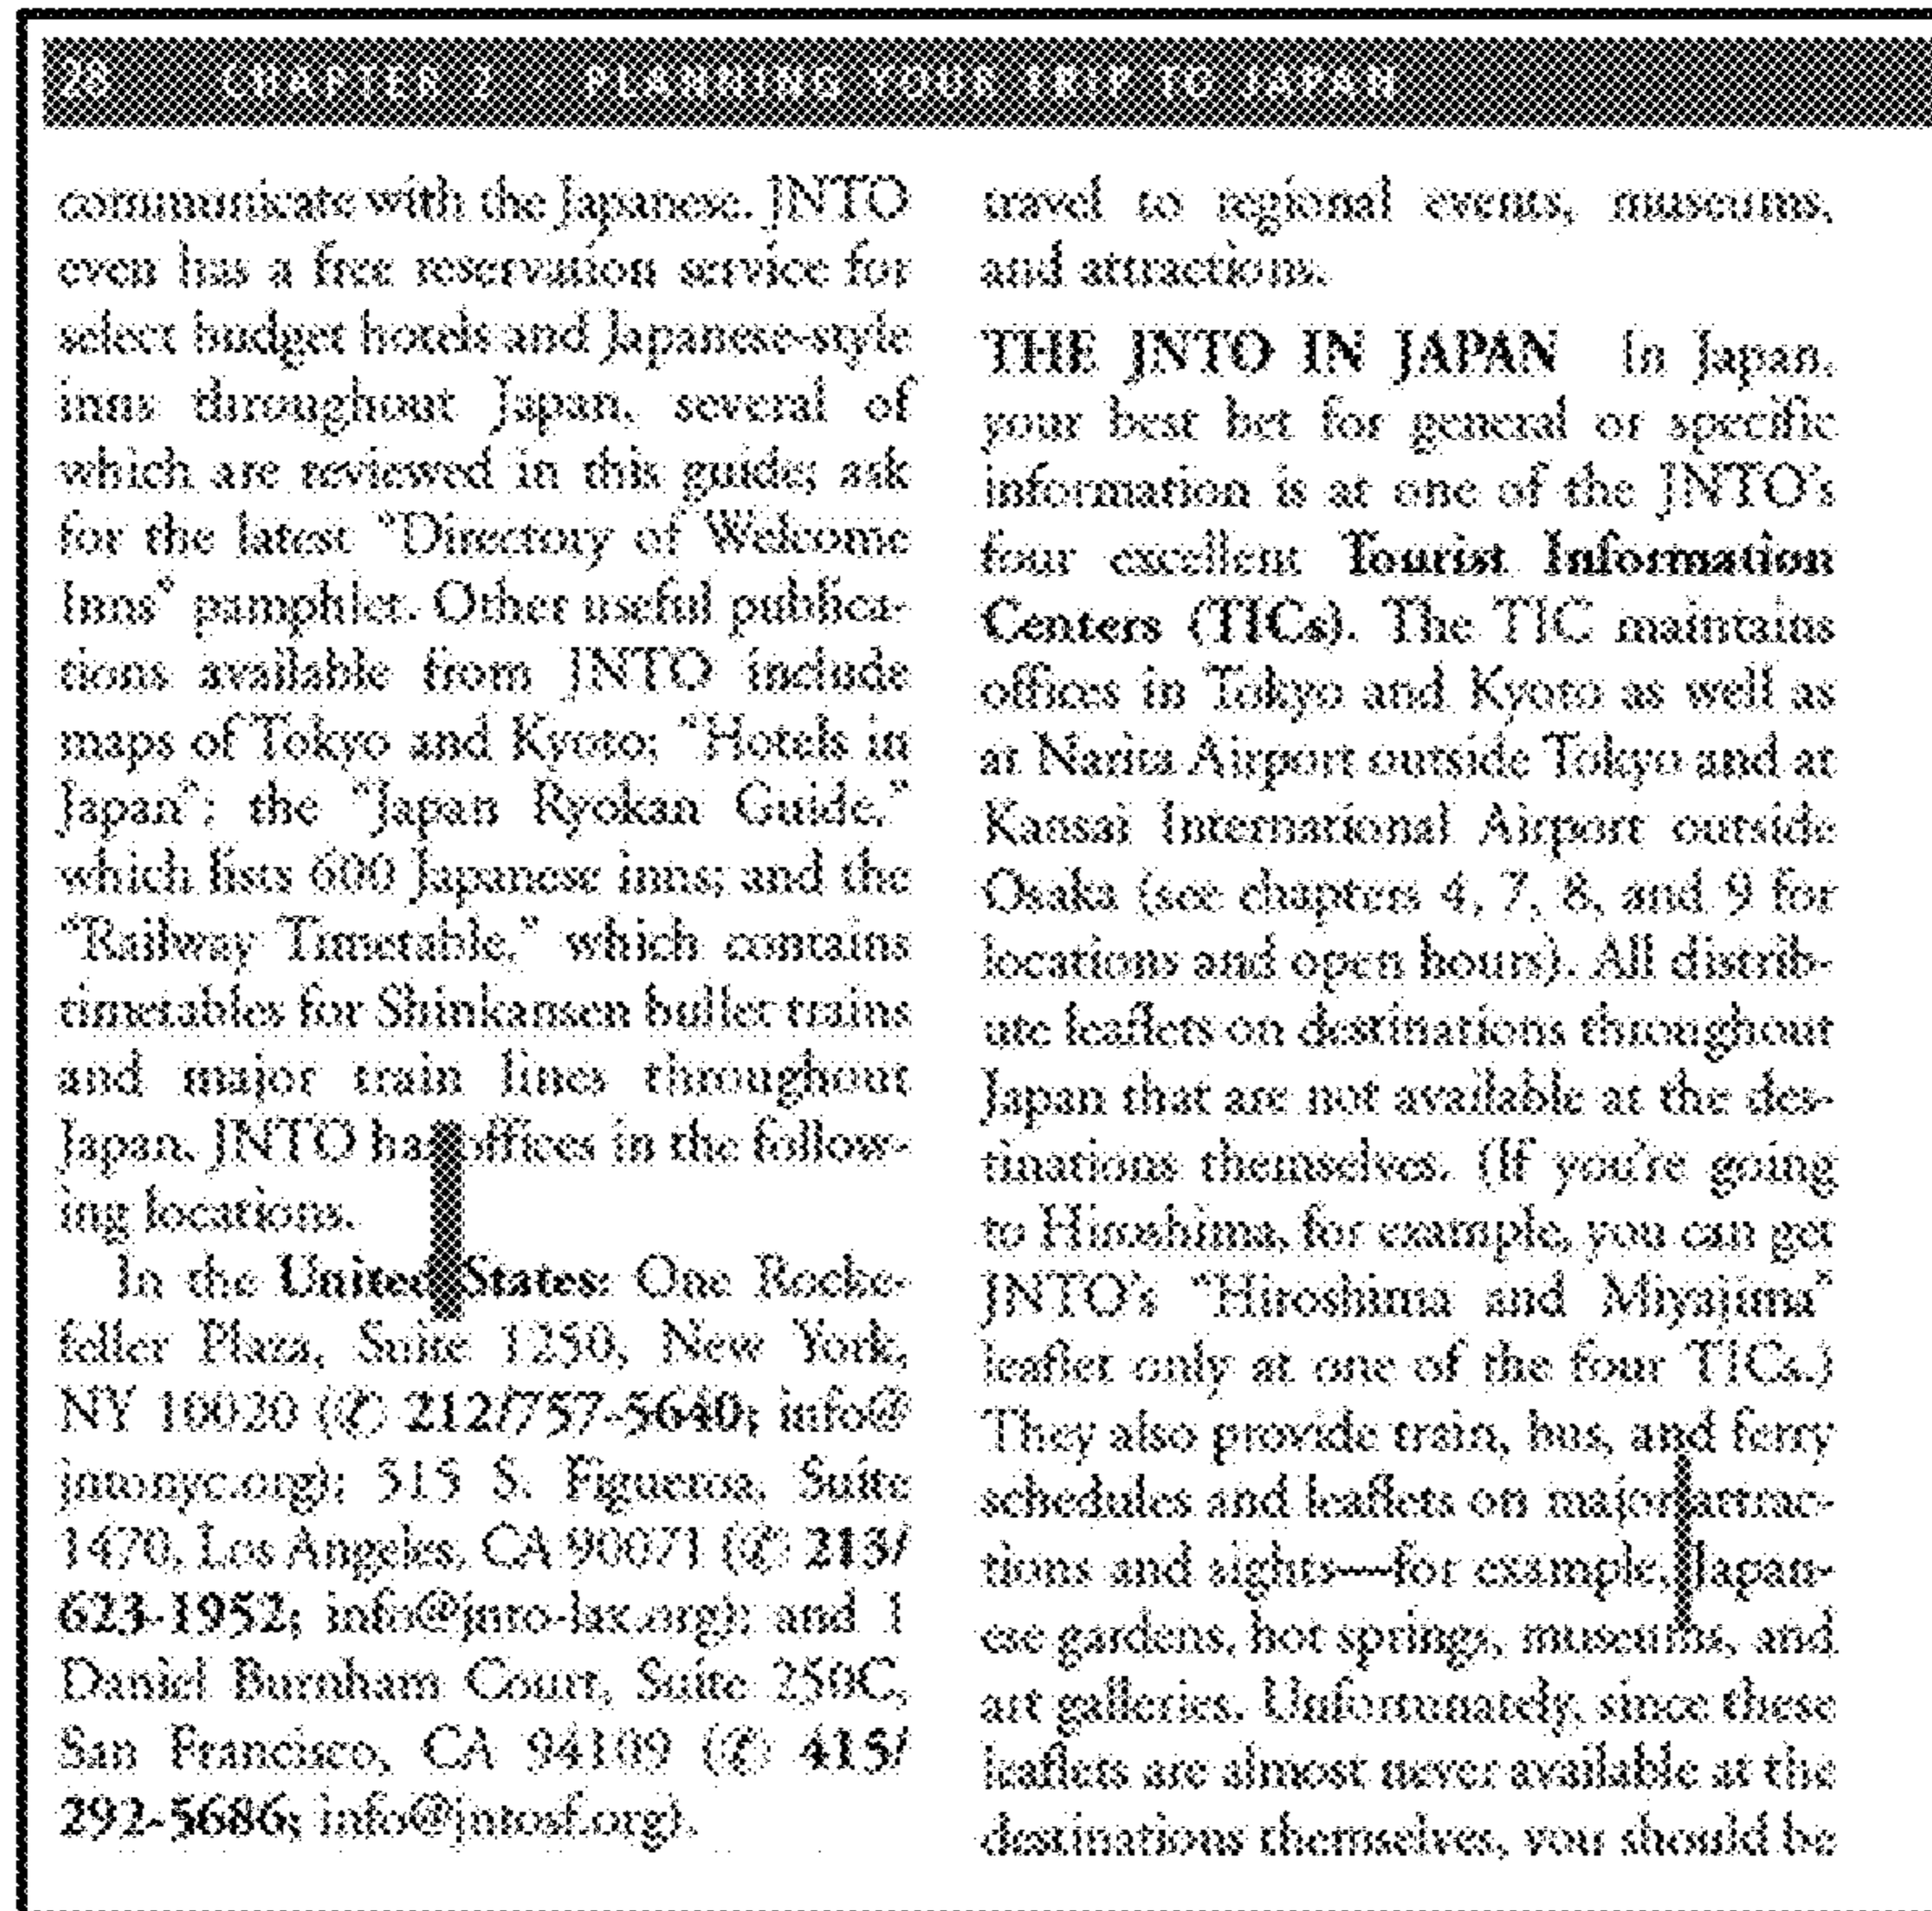 28 CHAPTER 2 · PLANNING YOUR TRIP TO JAPAN
communicate with the Japanese. JNTO
even has a free reservation service for
select budget hotels and Japanese-style
inns throughout Japan, several of
which are reviewed in this guide; ask
for the latest "Directory of Welcome
Inns" pamphlet. Other useful publica-
tions available from JNTO include
maps of Tokyo and Kyoto; "Hotels in
Japan"; the "Japan Ryokan Guide,"
which lists 600 Japanese inns; and the
"Railway Timetable," which contains
timetables for Shinkansen bullet trains
and major train lines throughout
Japan. JNTO has offices in the follow-
ing locations.
In the United States: One Rocke-
feller Plaza, Suite 1250, New York,
NY 10020 (✆ 212/757-5640; info@
jntonyc.org); 515 S. Figueroa, Suite
1470, Los Angeles, CA 90071 (✆ 213/
623-1952; info@jnto-lax.org); and 1
Daniel Burnham Court, Suite 250C,
San Francisco, CA 94109 (✆ 415/
292-5686; info@jntosf.org).
travel to regional events, museums,
and attractions.
THE JNTO IN JAPAN In Japan,
your best bet for general or specific
information is at one of the JNTO's
four excellent Tourist Information
Centers (TICs). The TIC maintains
offices in Tokyo and Kyoto as well as
at Narita Airport outside Tokyo and at
Kansai International Airport outside
Osaka (see chapters 4, 7, 8, and 9 for
locations and open hours). All distrib-
ute leaflets on destinations throughout
Japan that are not available at the des-
tinations themselves. (If you're going
to Hiroshima, for example, you can get
JNTO's "Hiroshima and Miyajima"
leaflet only at one of the four TICs.)
They also provide train, bus, and ferry
schedules and leaflets on major attrac-
tions and sights—for example, Japan-
ese gardens, hot springs, museums, and
art galleries. Unfortunately, since these
leaflets are almost never available at the
destinations themselves, you should be